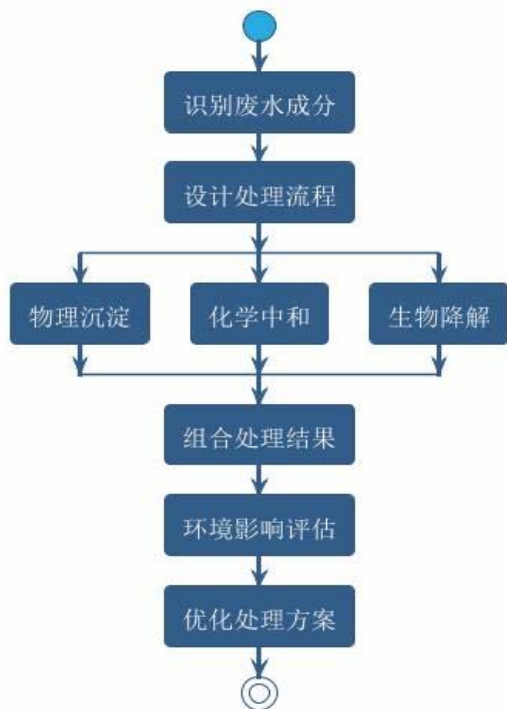 识别废水成分
设计处理流程
物理沉淀
化学中和
生物降解
组合处理结果
环境影响评估
优化处理方案